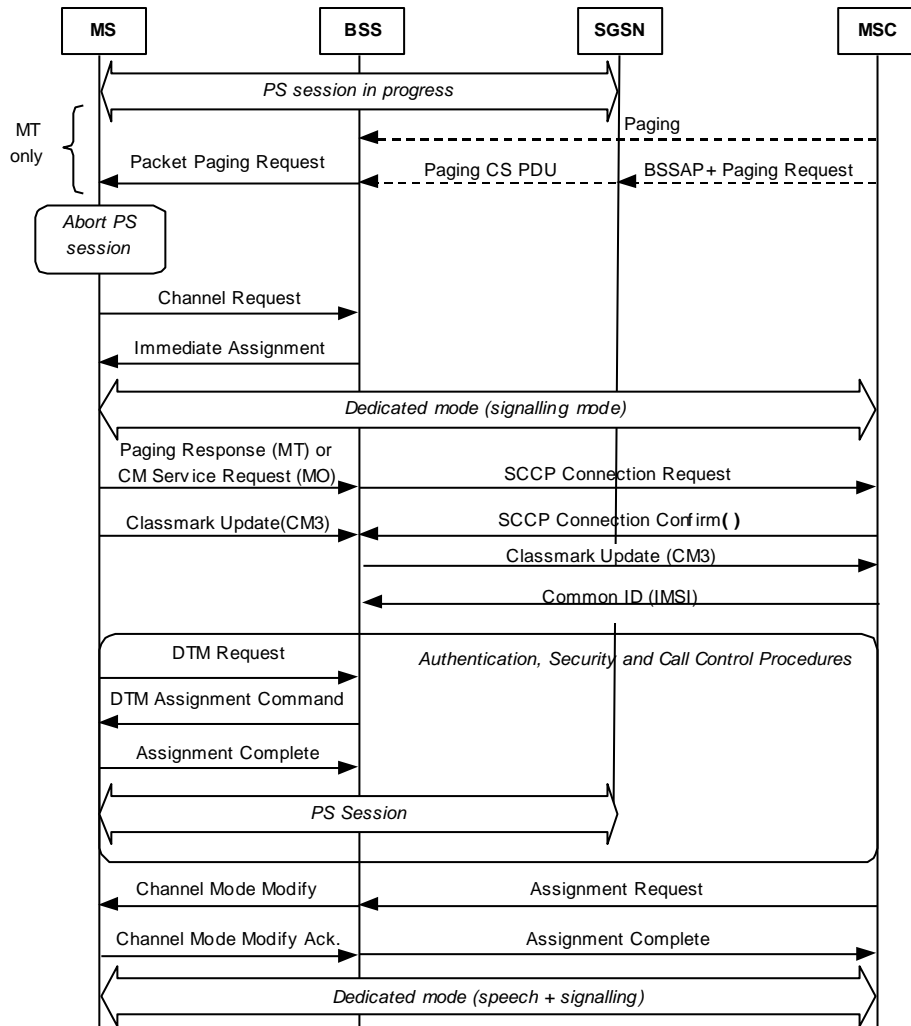 MS BSS SGSN MSC
PS session in progress
MT
only
Paging
Packet Paging Request
Paging CS PDU
BSSAP+ Paging Request
Abort PS
session
Channel Request
Immediate Assignment
Dedicated mode (signalling mode)
Paging Response (MT) or
CM Service Request (MO)
SCCP Connection Request
Classmark Update(CM3)
SCCP Connection Confirm( )
Classmark Update (CM3)
Common ID (IMSI)
DTM Request
Authentication, Security and Call Control Procedures
DTM Assignment Command
Assignment Complete
PS Session
Channel Mode Modify
Assignment Request
Channel Mode Modify Ack.
Assignment Complete
Dedicated mode (speech + signalling)